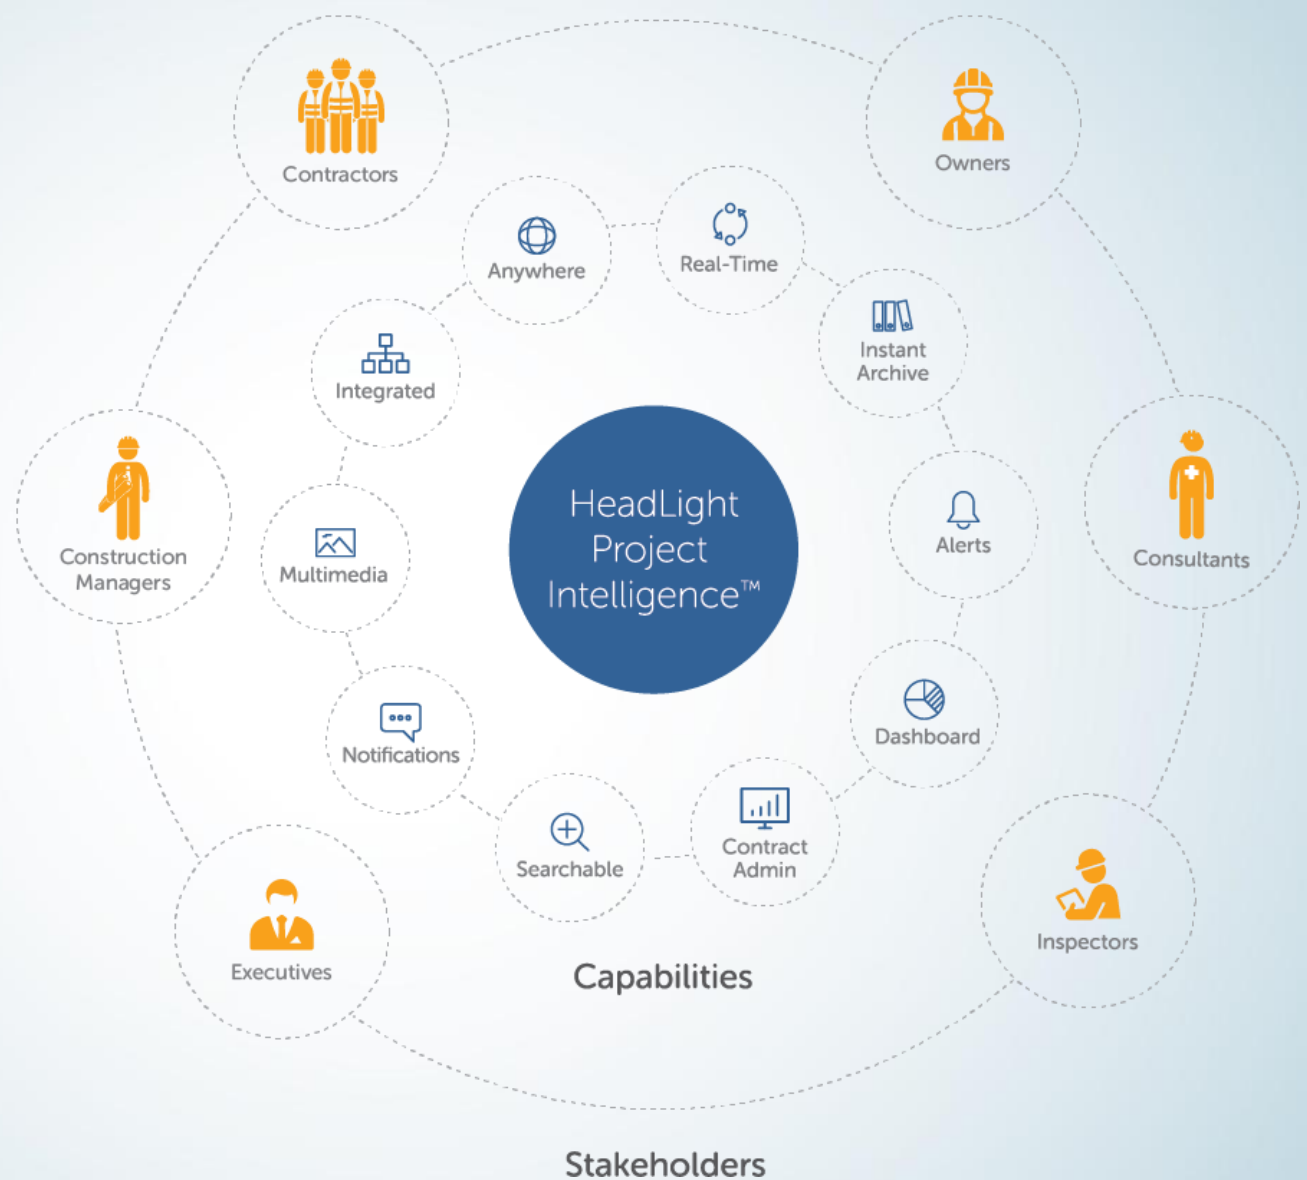 Contractors
Owners
Anywhere
Real-Time
Instant
Archive
Integrated
HeadLight
Project
Intelligence™
Alerts
Consultants
Construction
Managers
Multimedia
Notifications
Dashboard
Searchable
Contract
Admin
Executives
Inspectors
Capabilities
Stakeholders